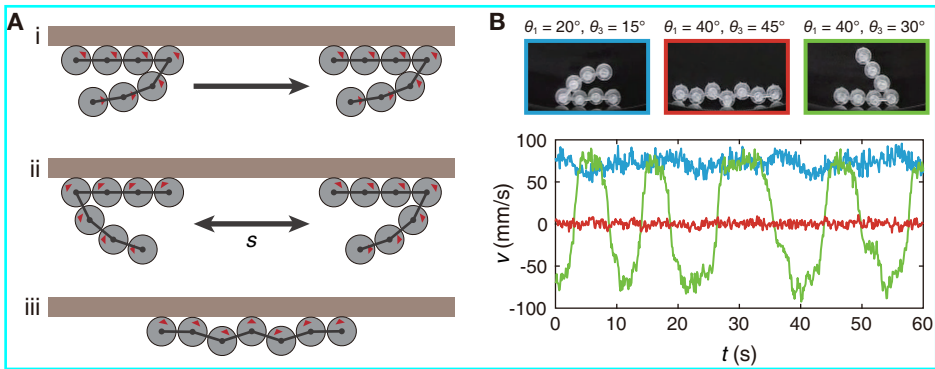 A
i
ii
s
iii
B
θ1 = 20°, θ3 = 15°
θ1 = 40°, θ3 = 45°
θ1 = 40°, θ3 = 30°
v (mm/s)
100
50
0
-50
-100
0 10 20 30 40 50 60
t (s)